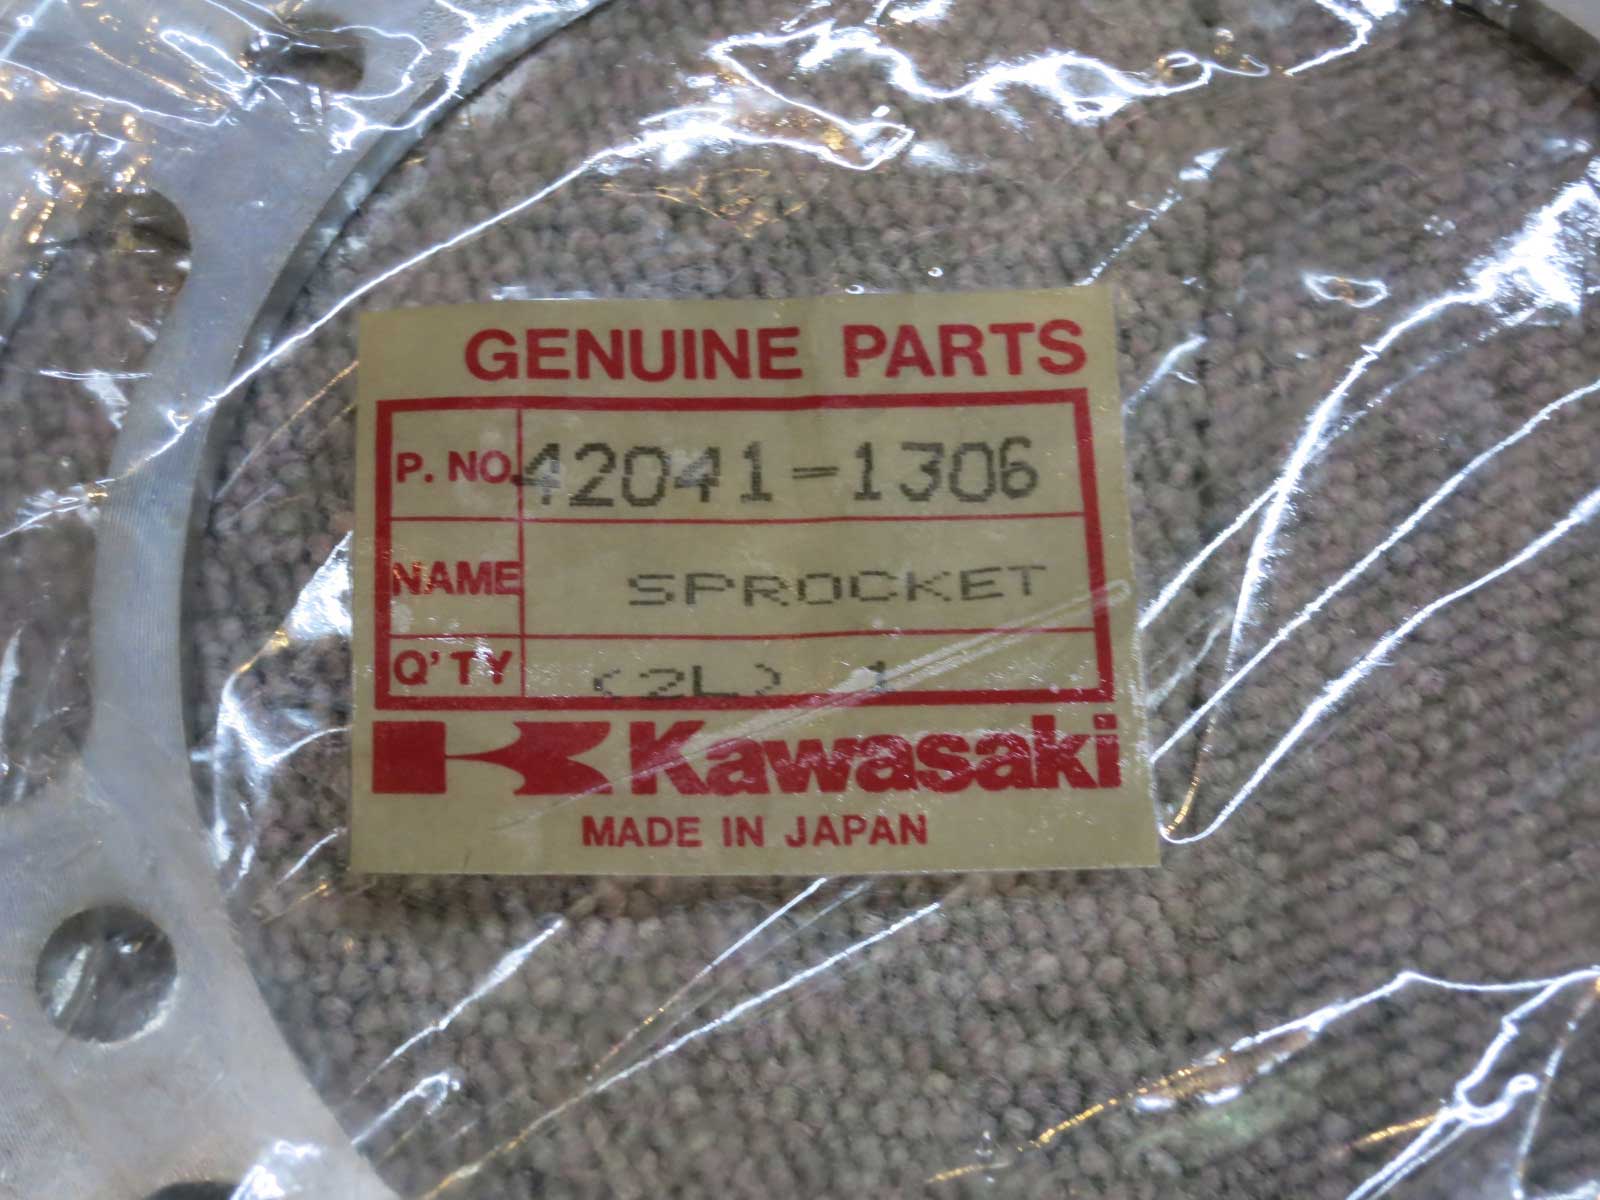 GENUINE PARTS
P. NO. 42041-1306
NAME SPROCKET
Q'TY (2L) 1
Kawasaki
MADE IN JAPAN